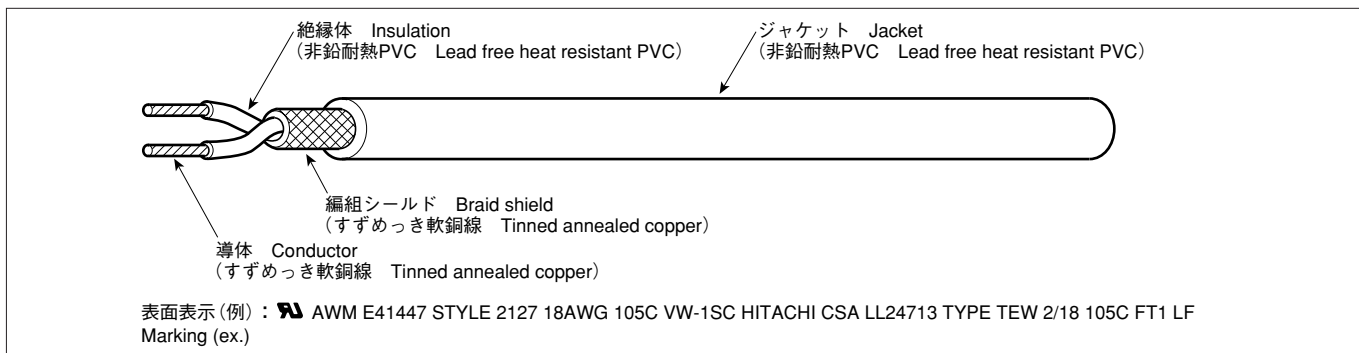 絶縁体　Insulation
（非鉛耐熱PVC　Lead free heat resistant PVC）
ジャケット　Jacket
（非鉛耐熱PVC　Lead free heat resistant PVC）
編組シールド　Braid shield
（すずめっき軟銅線　Tinned annealed copper）
導体　Conductor
（すずめっき軟銅線　Tinned annealed copper）
表面表示（例）： RU AWM E41447 STYLE 2127 18AWG 105C VW-1SC HITACHI CSA LL24713 TYPE TEW 2/18 105C FT1 LF
Marking (ex.)